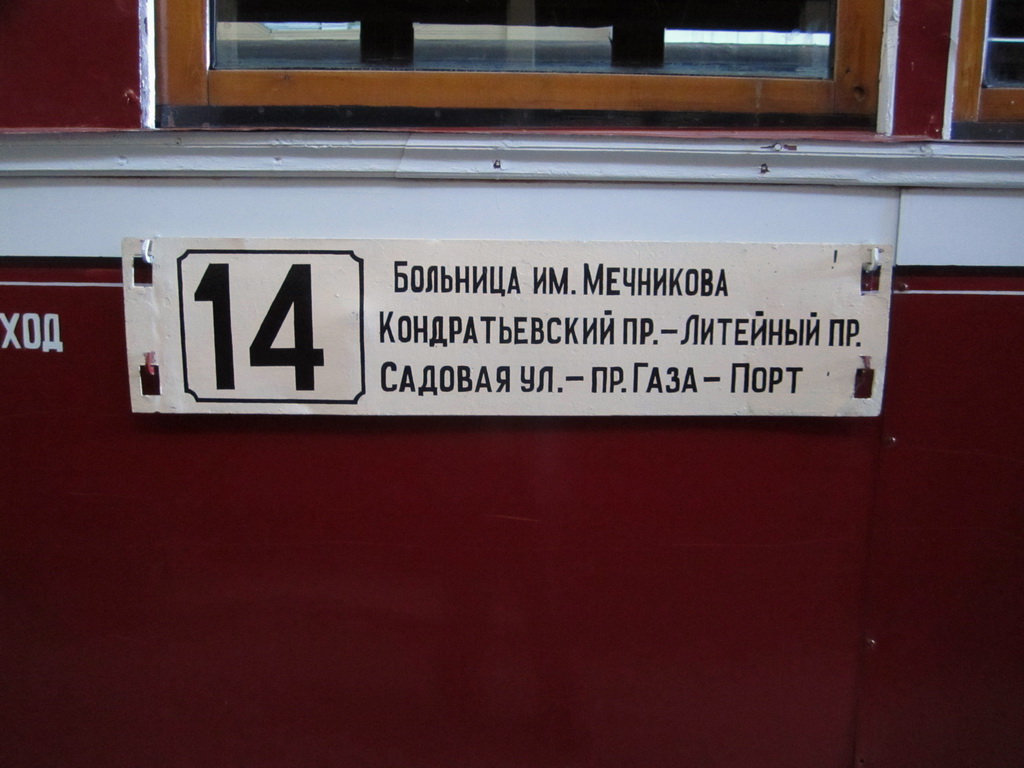 14
Больница им. Мечникова
Кондратьевский пр.–Литейный пр.
Садовая ул.– пр.Газа– Порт
ход